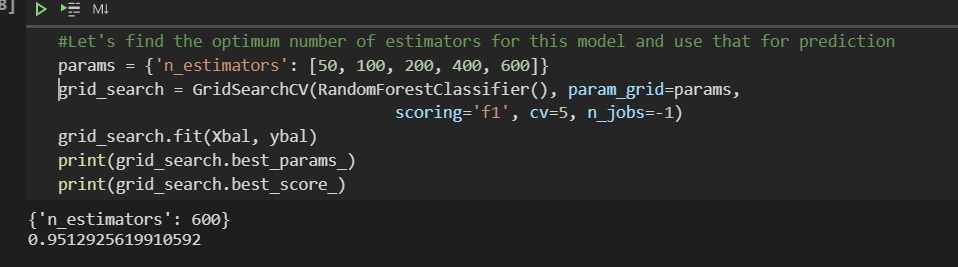 8]
M↓
#Let's find the optimum number of estimators for this model and use that for prediction
params = {'n_estimators': [50, 100, 200, 400, 600]}
grid_search = GridSearchCV(RandomForestClassifier(), param_grid=params,
scoring='f1', cv=5, n_jobs=-1)
grid_search.fit(Xbal, ybal)
print(grid_search.best_params_)
print(grid_search.best_score_)
{'n_estimators': 600}
0.9512925619910592